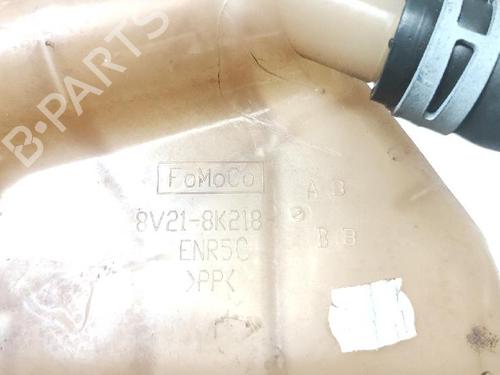 B-PARTS
FoMoCo
8V21-8K218-
ENR5C
>PP<
A B
B B